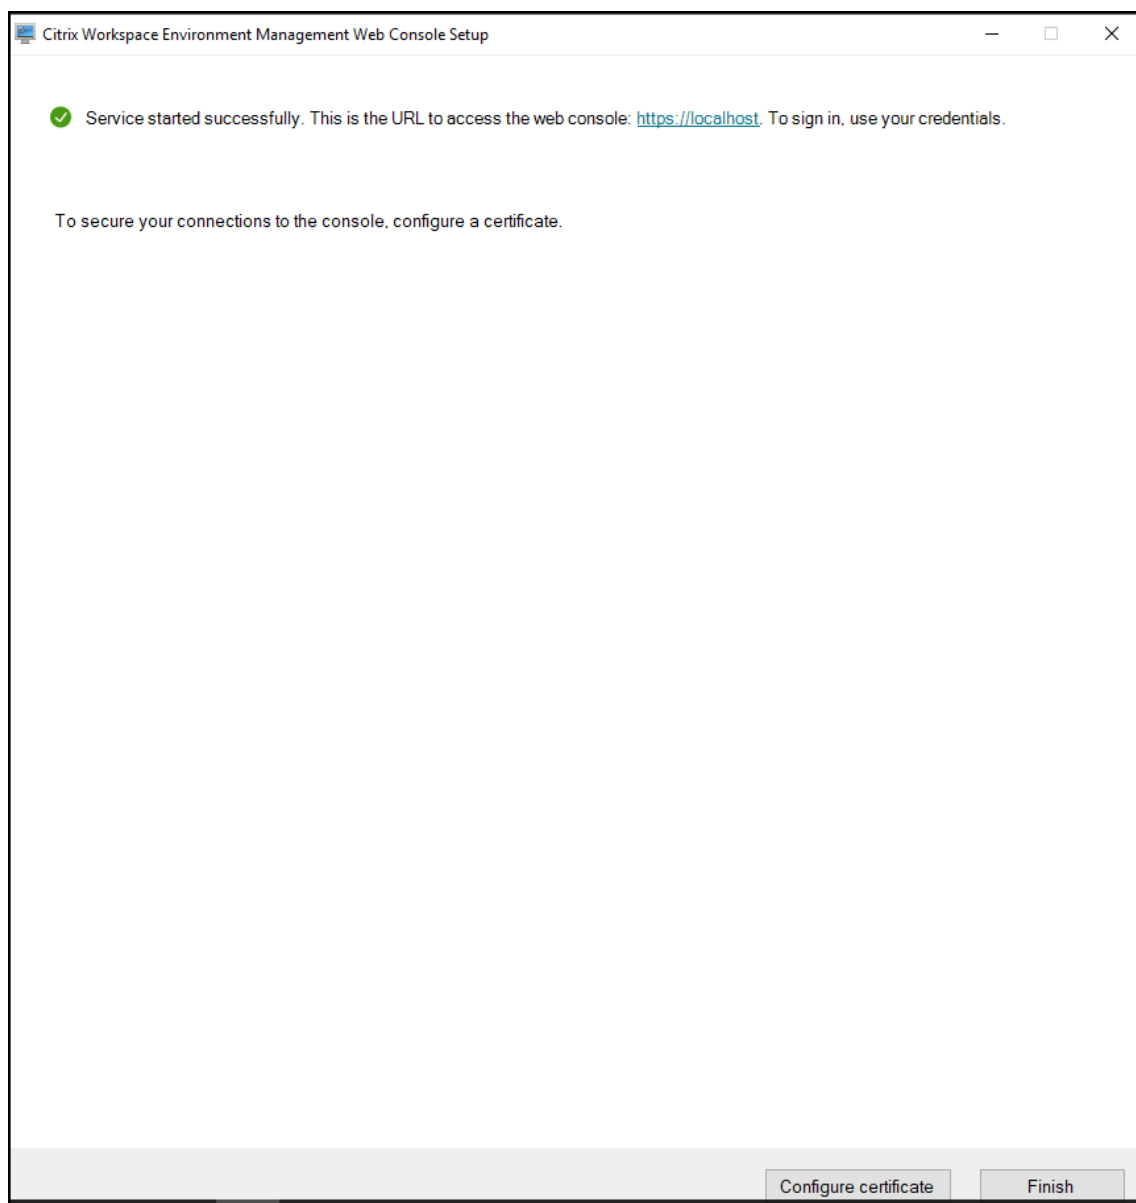 Citrix Workspace Environment Management Web Console Setup
Service started successfully. This is the URL to access the web console: https://localhost. To sign in, use your credentials.
To secure your connections to the console, configure a certificate.
Configure certificate
Finish